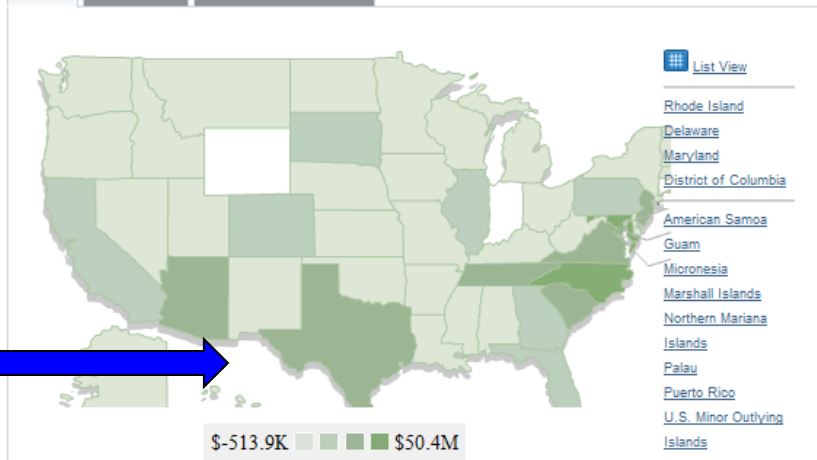 List View
Rhode Island
Delaware
Maryland
District of Columbia
American Samoa
Guam
Micronesia
Marshall Islands
Northern Mariana
Islands
Palau
Puerto Rico
U.S. Minor Outlying
Islands
$-513.9K $50.4M